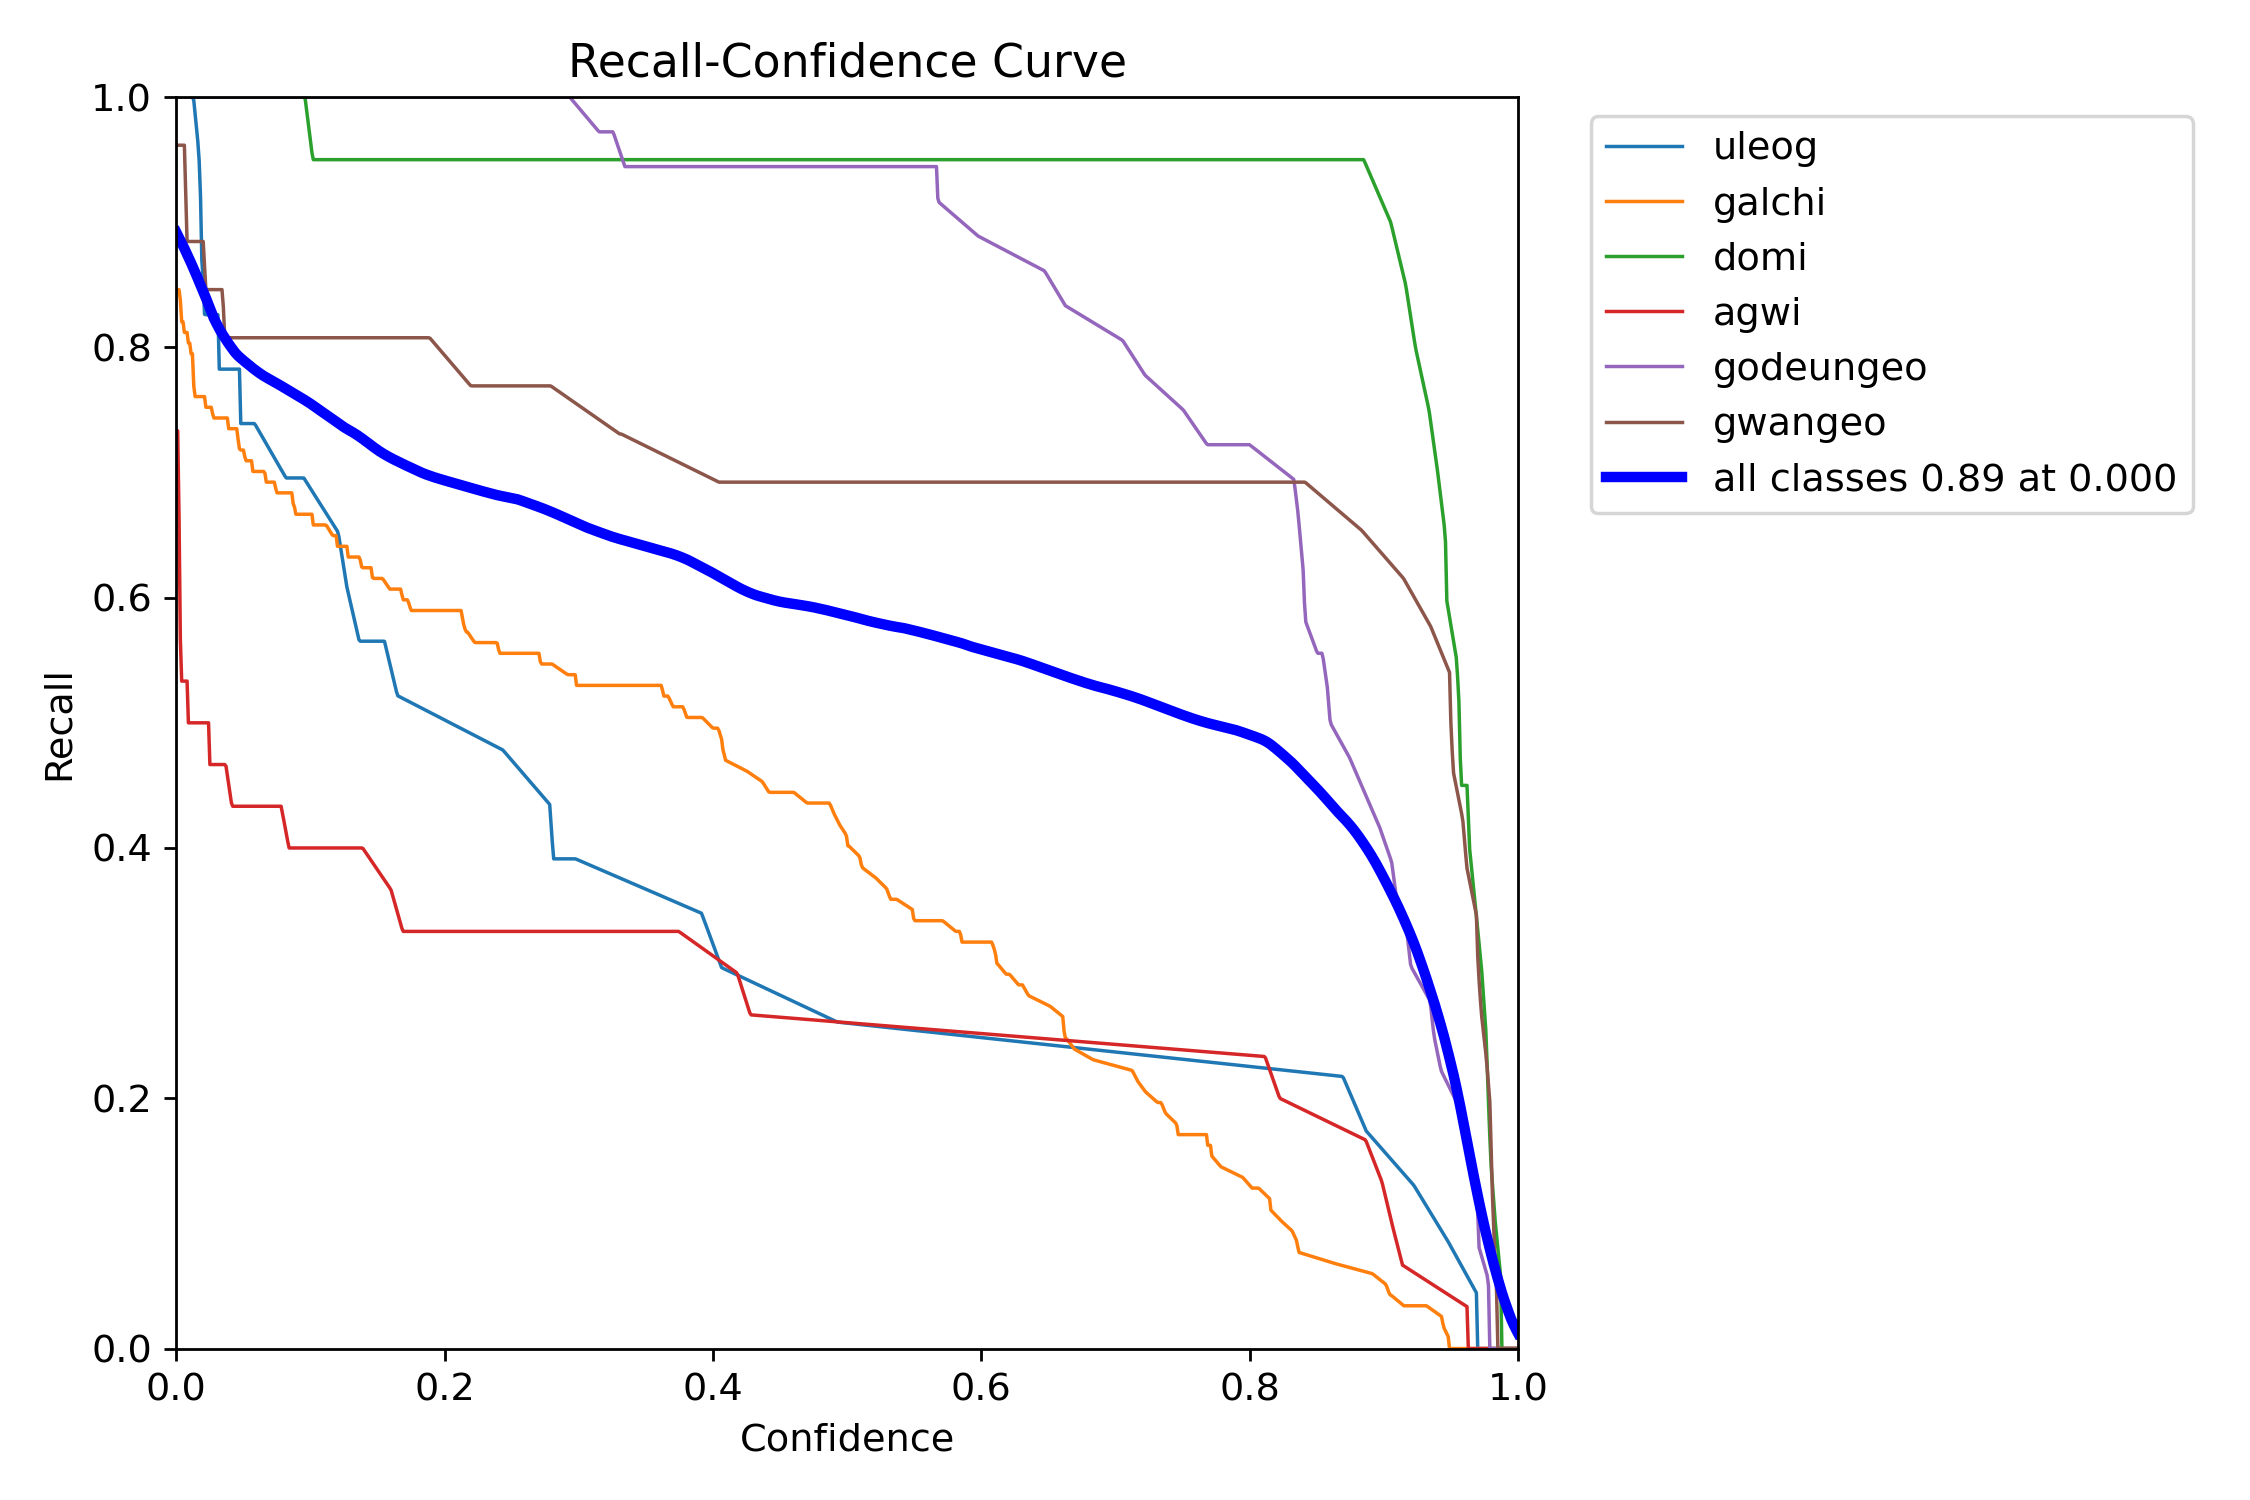 Recall-Confidence Curve
1.0
0.8
0.6
0.4
0.2
0.0
Recall
0.0 0.2 0.4 0.6 0.8 1.0
Confidence
uleog
galchi
domi
agwi
godeungeo
gwangeo
all classes 0.89 at 0.000